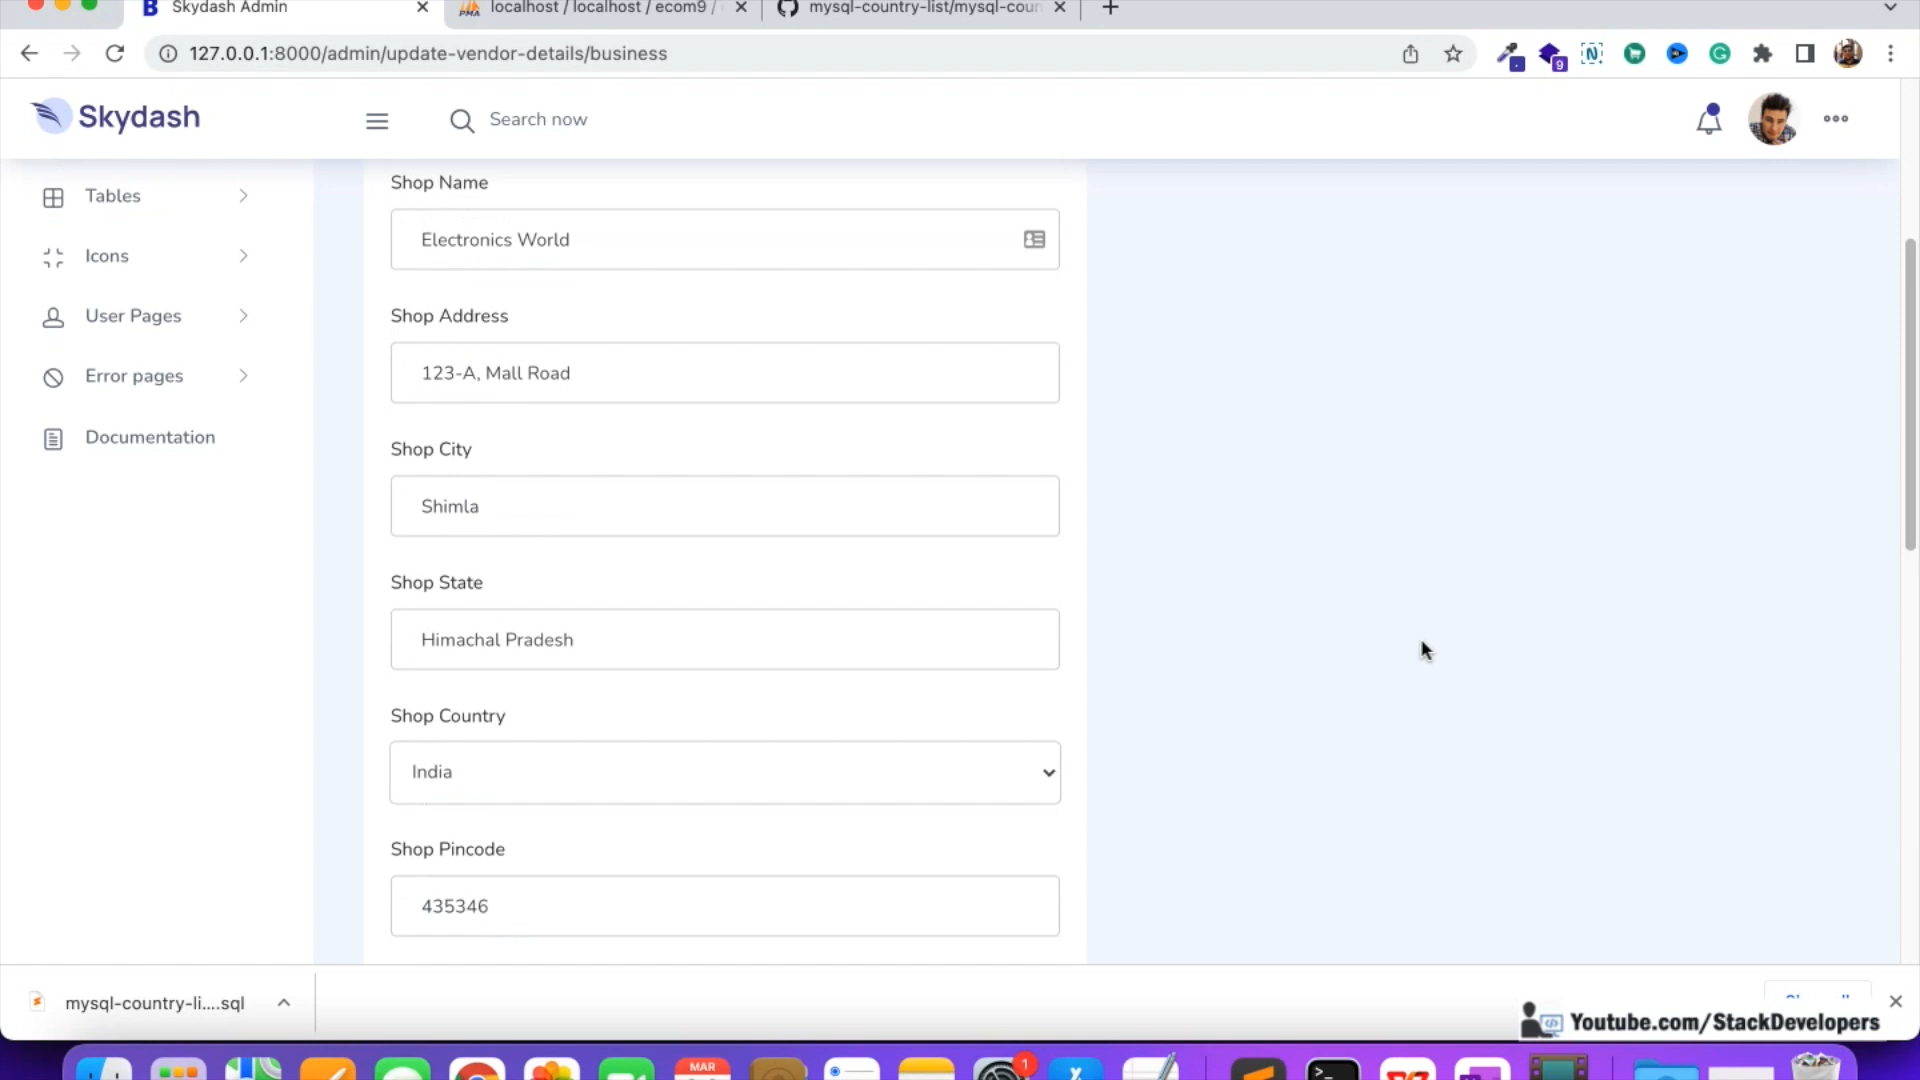 Skydash Admin
localhost / localhost / ecom9 /
mysql-country-list/mysql-coun
127.0.0.1:8000/admin/update-vendor-details/business
9
Skydash
Search now
Tables
Icons
User Pages
Error pages
Documentation
Shop Name
Electronics World
Shop Address
123-A, Mall Road
Shop City
Shimla
Shop State
Himachal Pradesh
Shop Country
India
Shop Pincode
435346
mysql-country-li....sql
Youtube.com/StackDevelopers
MAR
1